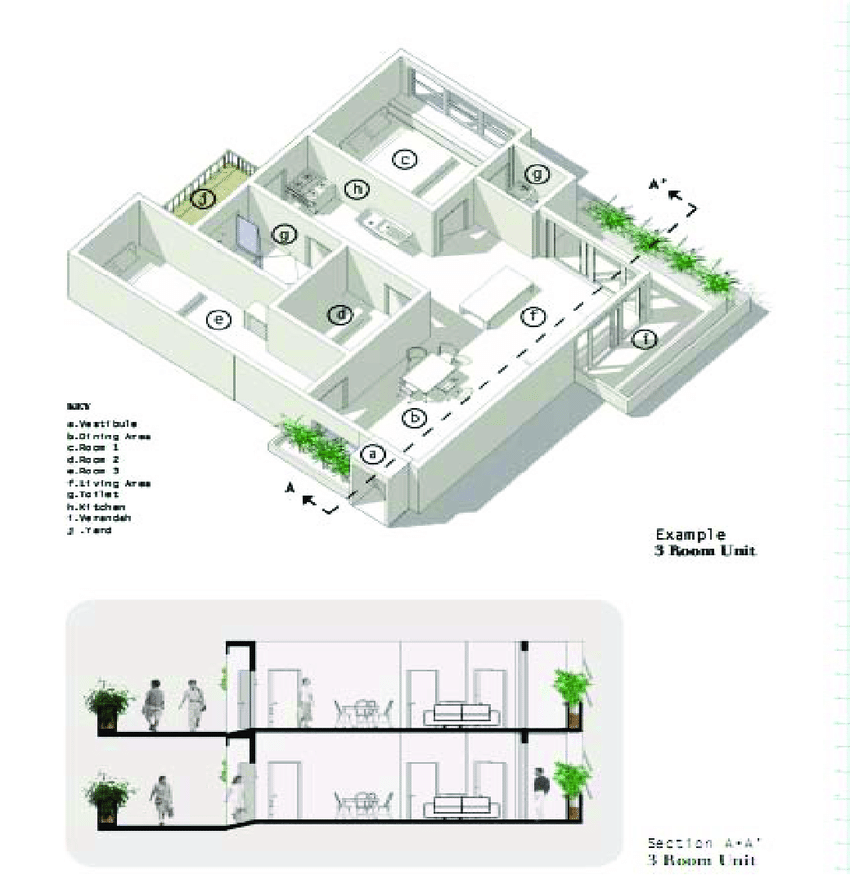 c
g
A'
h
j
g
e
d
f
i
b
a
A
KEY
a.Vestibule
b.Dining Area
c.Room 1
d.Room 2
e.Room 3
f.Living Area
g.Toilet
h.Kitchen
i.Verandah
j .Yard
Example
3 Room Unit
Section A-A'
3 Room Unit